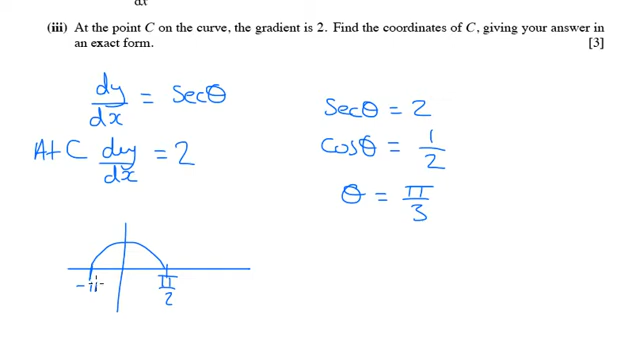 dt
(iii) At the point C on the curve, the gradient is 2. Find the coordinates of C, giving your answer in
an exact form. [3]
dy/dx = secθ
At C dy/dx = 2
secθ = 2
cosθ = 1/2
θ = π/3
-π π/2